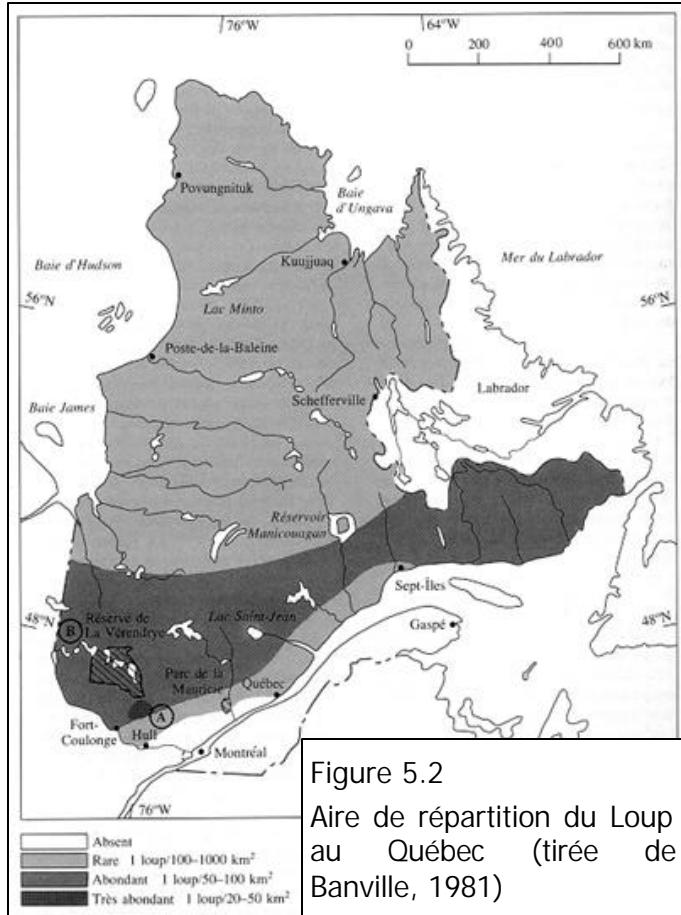 76°W
64°W
0 200 400 600 km
Povungnituk
Baie
d'Ungava
Kuujjuaq
Mer du Labrador
Baie d'Hudson
Lac Minto
56°N
56°N
Poste-de-la-Baleine
Schefferville
Labrador
Baie James
Réservoir
Manicouagan
Sept-Îles
48°N
B
Réserve de
La Vérendrye
Lac Saint-Jean
Gaspé
48°N
Parc de la
Mauricie
Québec
A
Fort-
Coulonge
Hull
Montréal
76°W
Absent
Rare 1 loup/100–1000 km²
Abondant 1 loup/50–100 km²
Très abondant 1 loup/20–50 km²
Figure 5.2
Aire de répartition du Loup
au Québec (tirée de
Banville, 1981)